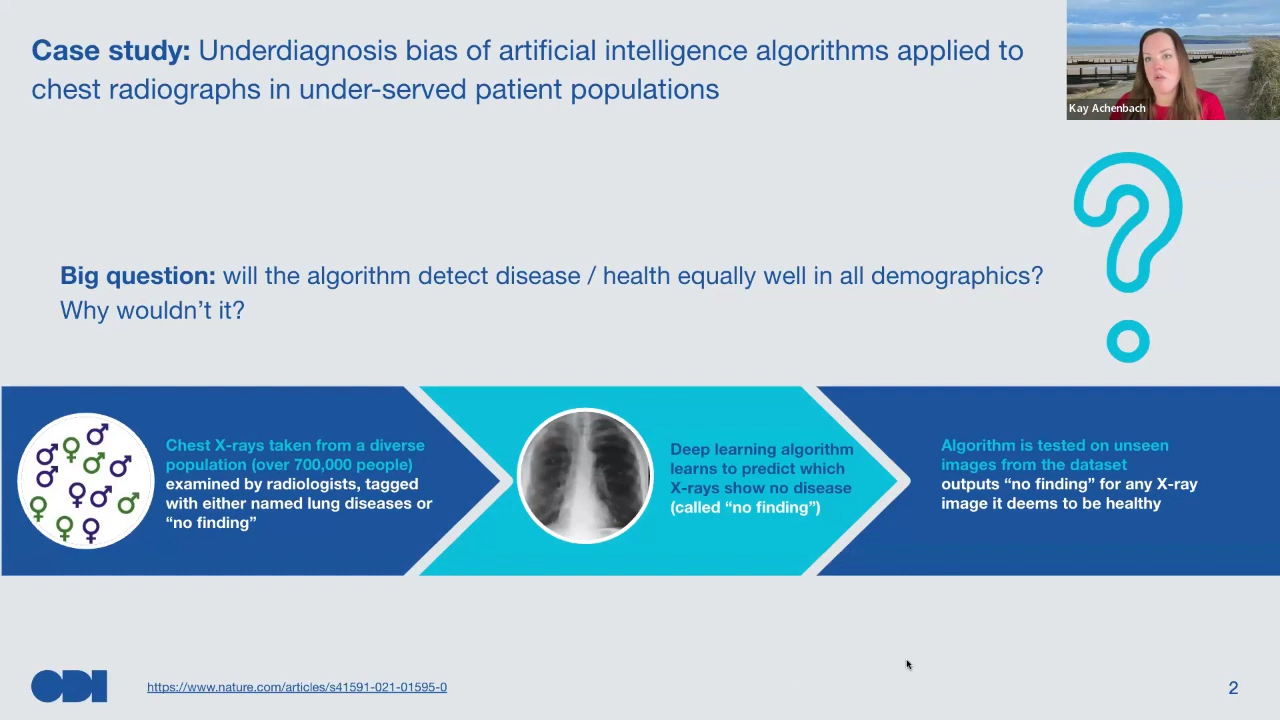 Case study: Underdiagnosis bias of artificial intelligence algorithms applied to
chest radiographs in under-served patient populations
Kay Achenbach
Big question: will the algorithm detect disease / health equally well in all demographics?
Why wouldn’t it?
Chest X-rays taken from a diverse
population (over 700,000 people)
examined by radiologists, tagged
with either named lung diseases or
“no finding”
Deep learning algorithm
learns to predict which
X-rays show no disease
(called “no finding”)
Algorithm is tested on unseen
images from the dataset
outputs “no finding” for any X-ray
image it deems to be healthy
ODI
https://www.nature.com/articles/s41591-021-01595-0
2